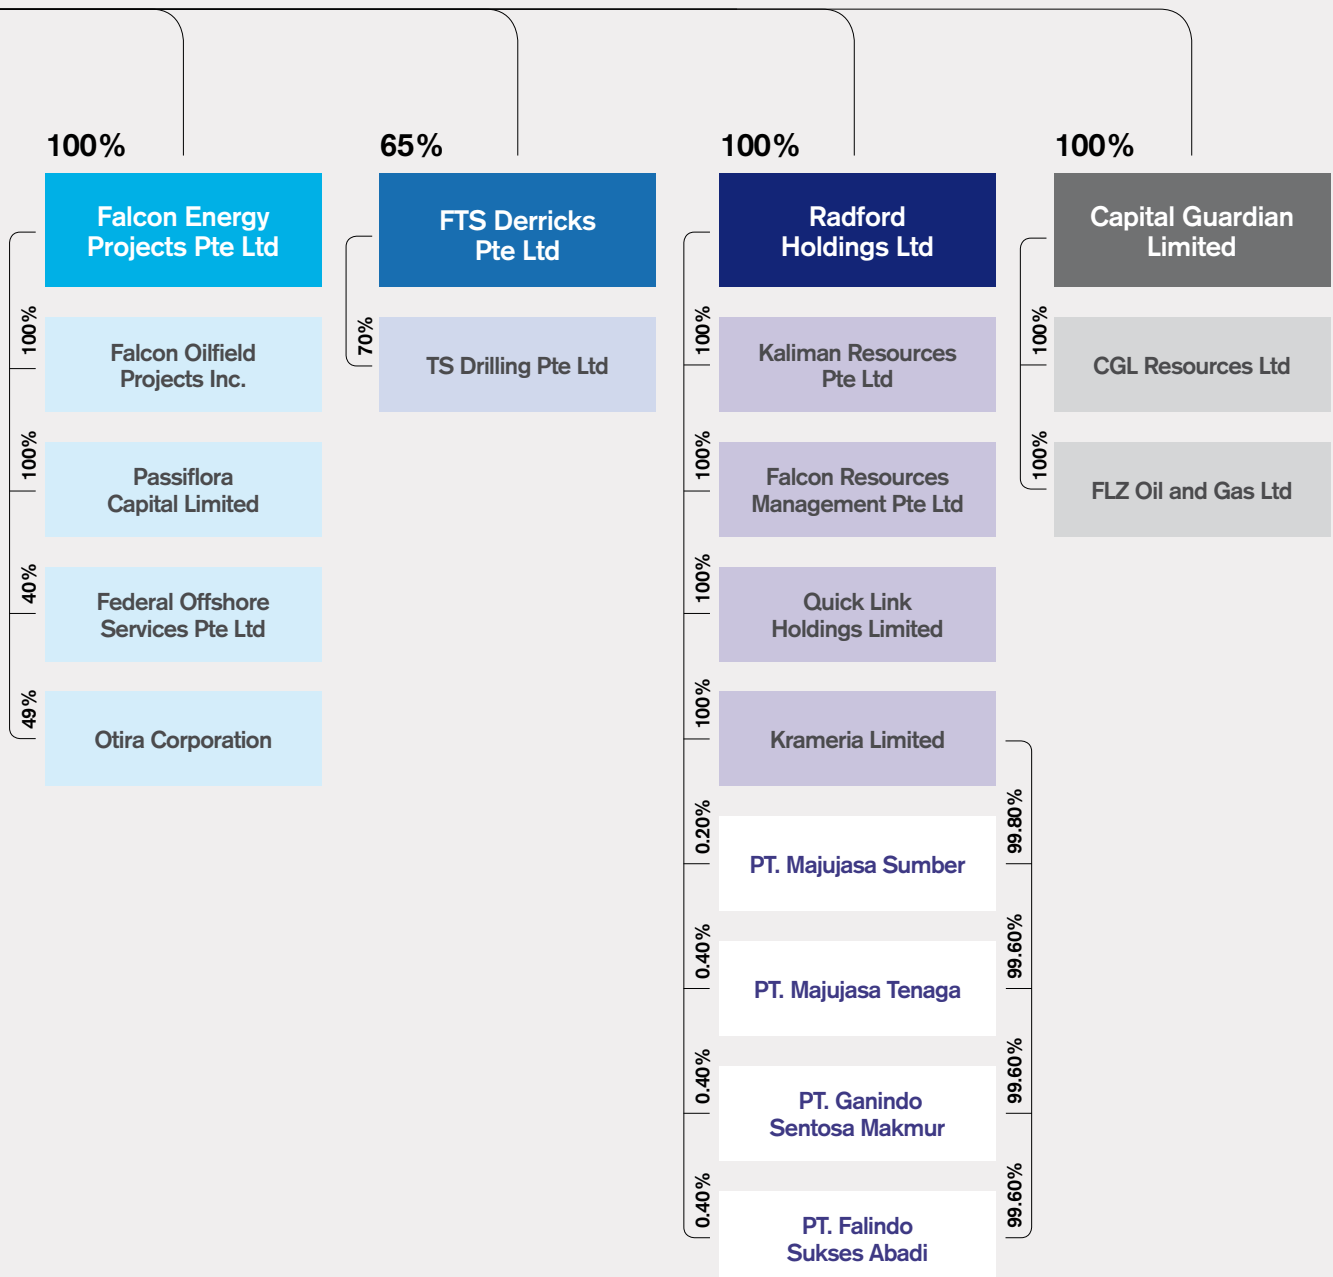 100%
Falcon Energy
Projects Pte Ltd
100%
Falcon Oilfield
Projects Inc.
100%
Passiflora
Capital Limited
40%
Federal Offshore
Services Pte Ltd
49%
Otira Corporation
65%
FTS Derricks
Pte Ltd
70%
TS Drilling Pte Ltd
100%
Radford
Holdings Ltd
100%
Kaliman Resources
Pte Ltd
100%
Falcon Resources
Management Pte Ltd
100%
Quick Link
Holdings Limited
100%
Krameria Limited
0.20%
PT. Majujasa Sumber
99.80%
0.40%
PT. Majujasa Tenaga
99.60%
0.40%
PT. Ganindo
Sentosa Makmur
99.60%
0.40%
PT. Falindo
Sukses Abadi
99.60%
100%
Capital Guardian
Limited
100%
CGL Resources Ltd
100%
FLZ Oil and Gas Ltd